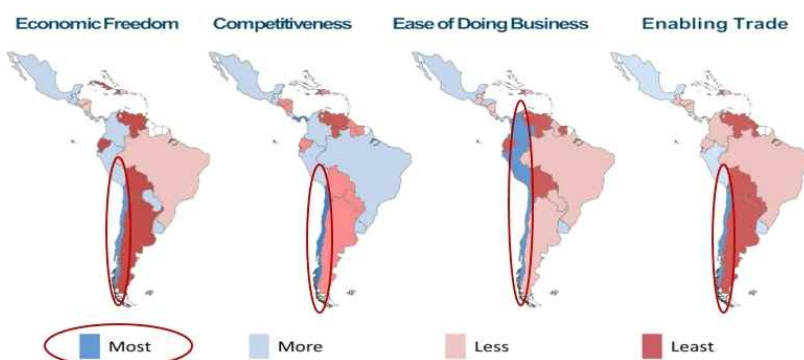 Economic Freedom
Competitiveness
Ease of Doing Business
Enabling Trade
Most
More
Less
Least